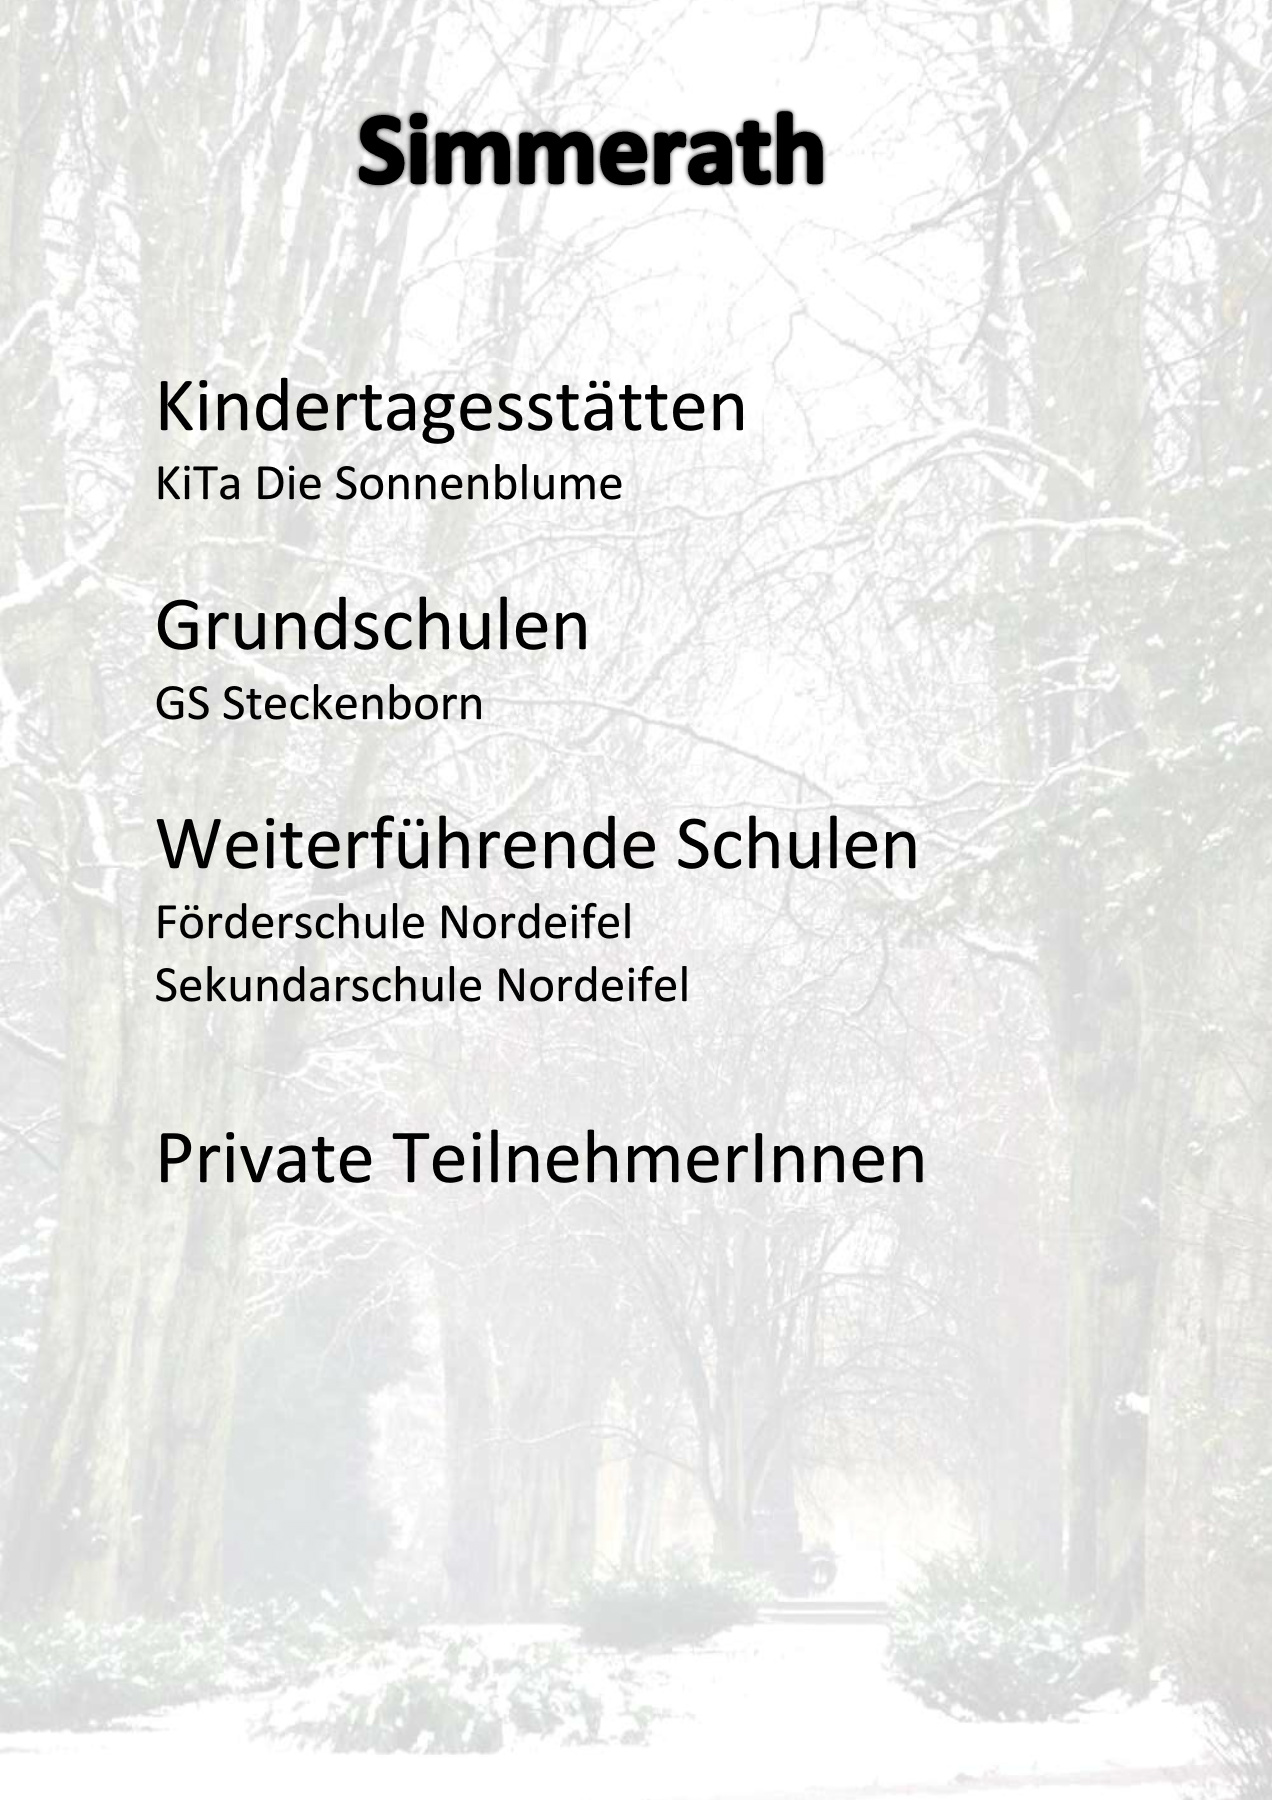 Simmerath
Kindertagesstätten
KiTa Die Sonnenblume
Grundschulen
GS Steckenborn
Weiterführende Schulen
Förderschule Nordeifel
Sekundarschule Nordeifel
Private TeilnehmerInnen